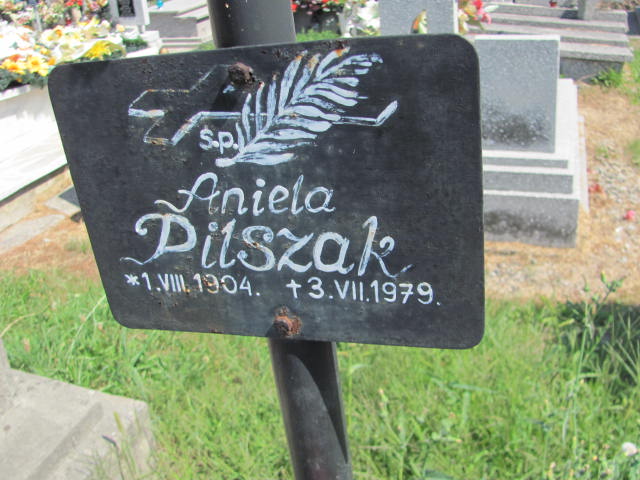 s.p.
Aniela
Pilszak
*1.VIII.1904. †3.VII.1979.